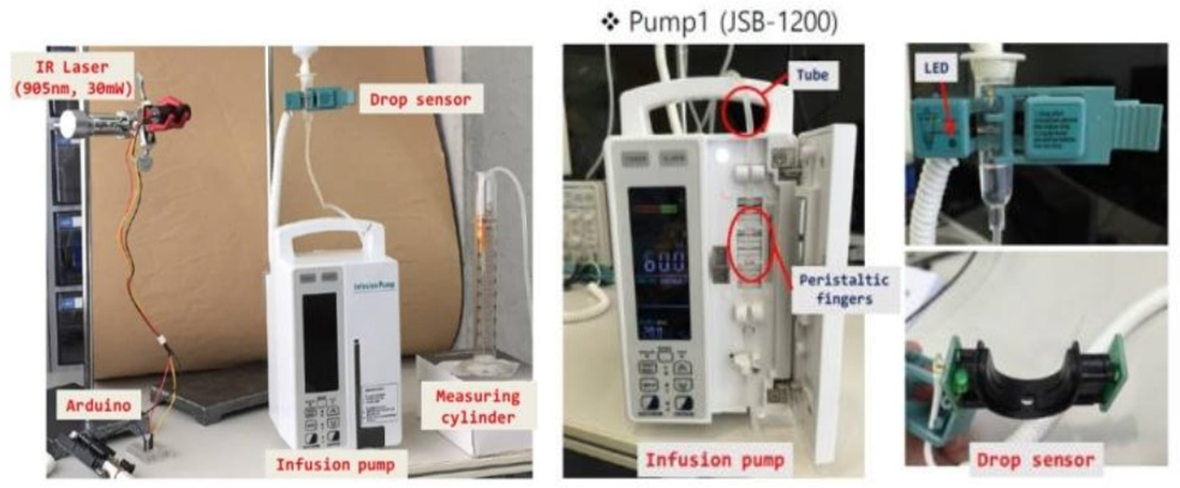 ❖ Pump1 (JSB-1200)
IR Laser
(905nm, 30mW)
Drop sensor
Infusion Pump
Arduino
Measuring
cylinder
Infusion pump
Tube
600
Peristaltic
fingers
Infusion pump
LED
Drop sensor